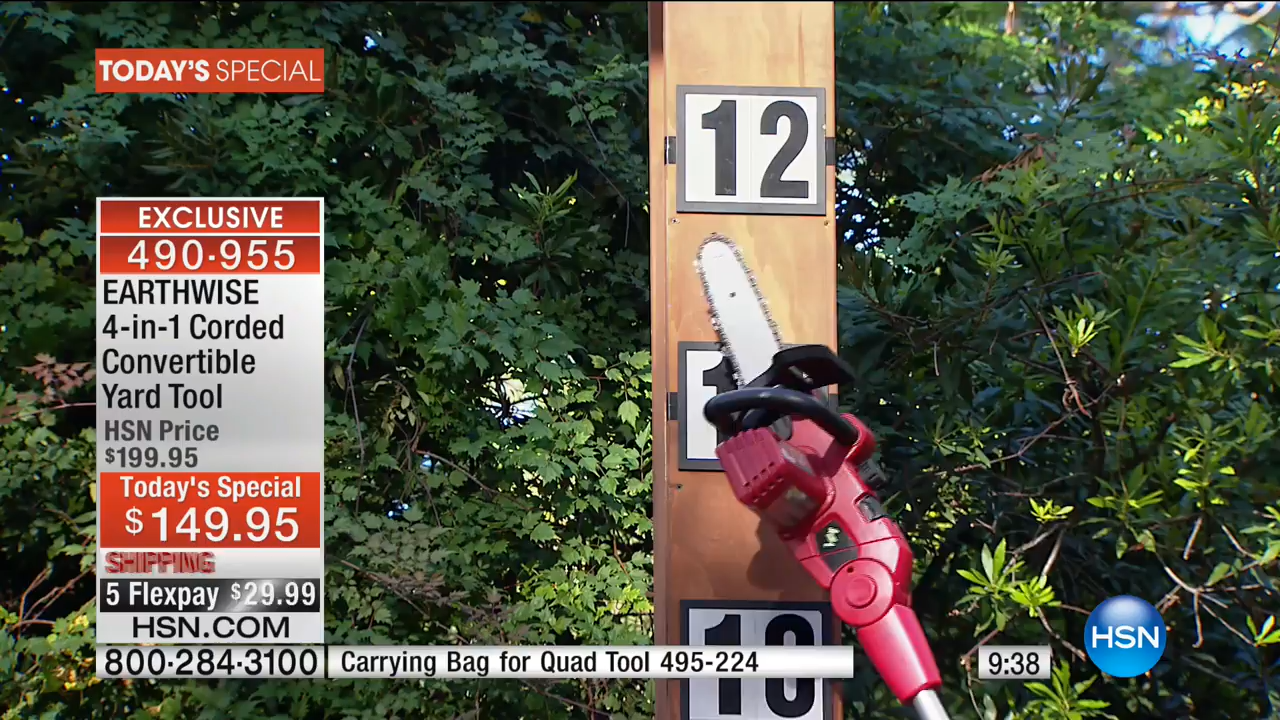 TODAY'S SPECIAL
12
EXCLUSIVE
490·955
EARTHWISE
4-in-1 Corded
Convertible
Yard Tool
HSN Price
$199.95
Today's Special
$149.95
SHIPPING
5 Flexpay $29.99
HSN.COM
800·284·3100
Carrying Bag for Quad Tool 495-224
10
9:38
HSN